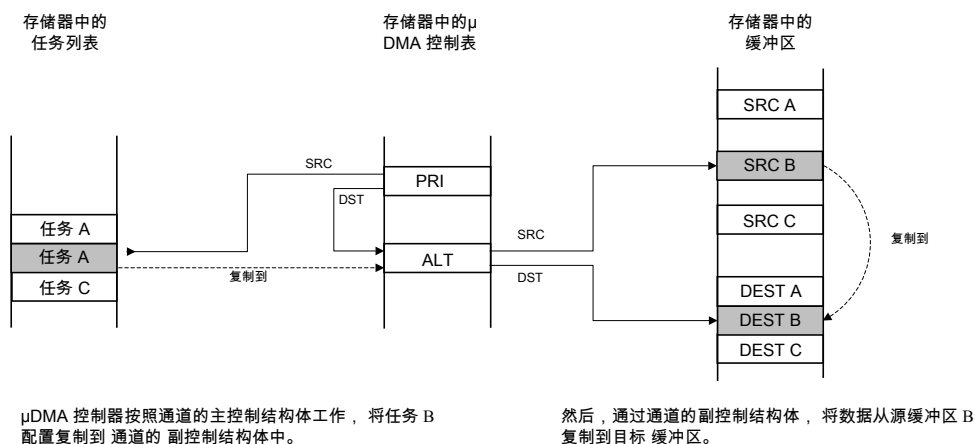 存储器中的
任务列表
存储器中的μ
DMA 控制表
存储器中的
缓冲区
SRC A
SRC
PRI
SRC B
DST
任务 A
SRC C
任务 A
ALT
SRC
复制到
复制到
DST
任务 C
DEST A
DEST B
DEST C
μDMA 控制器按照通道的主控制结构体工作 ，将任务 B
配置复制到 通道的 副控制结构体中。
然后 ，通过通道的副控制结构体 ，将数据从源缓冲区 B
复制到目标 缓冲区。